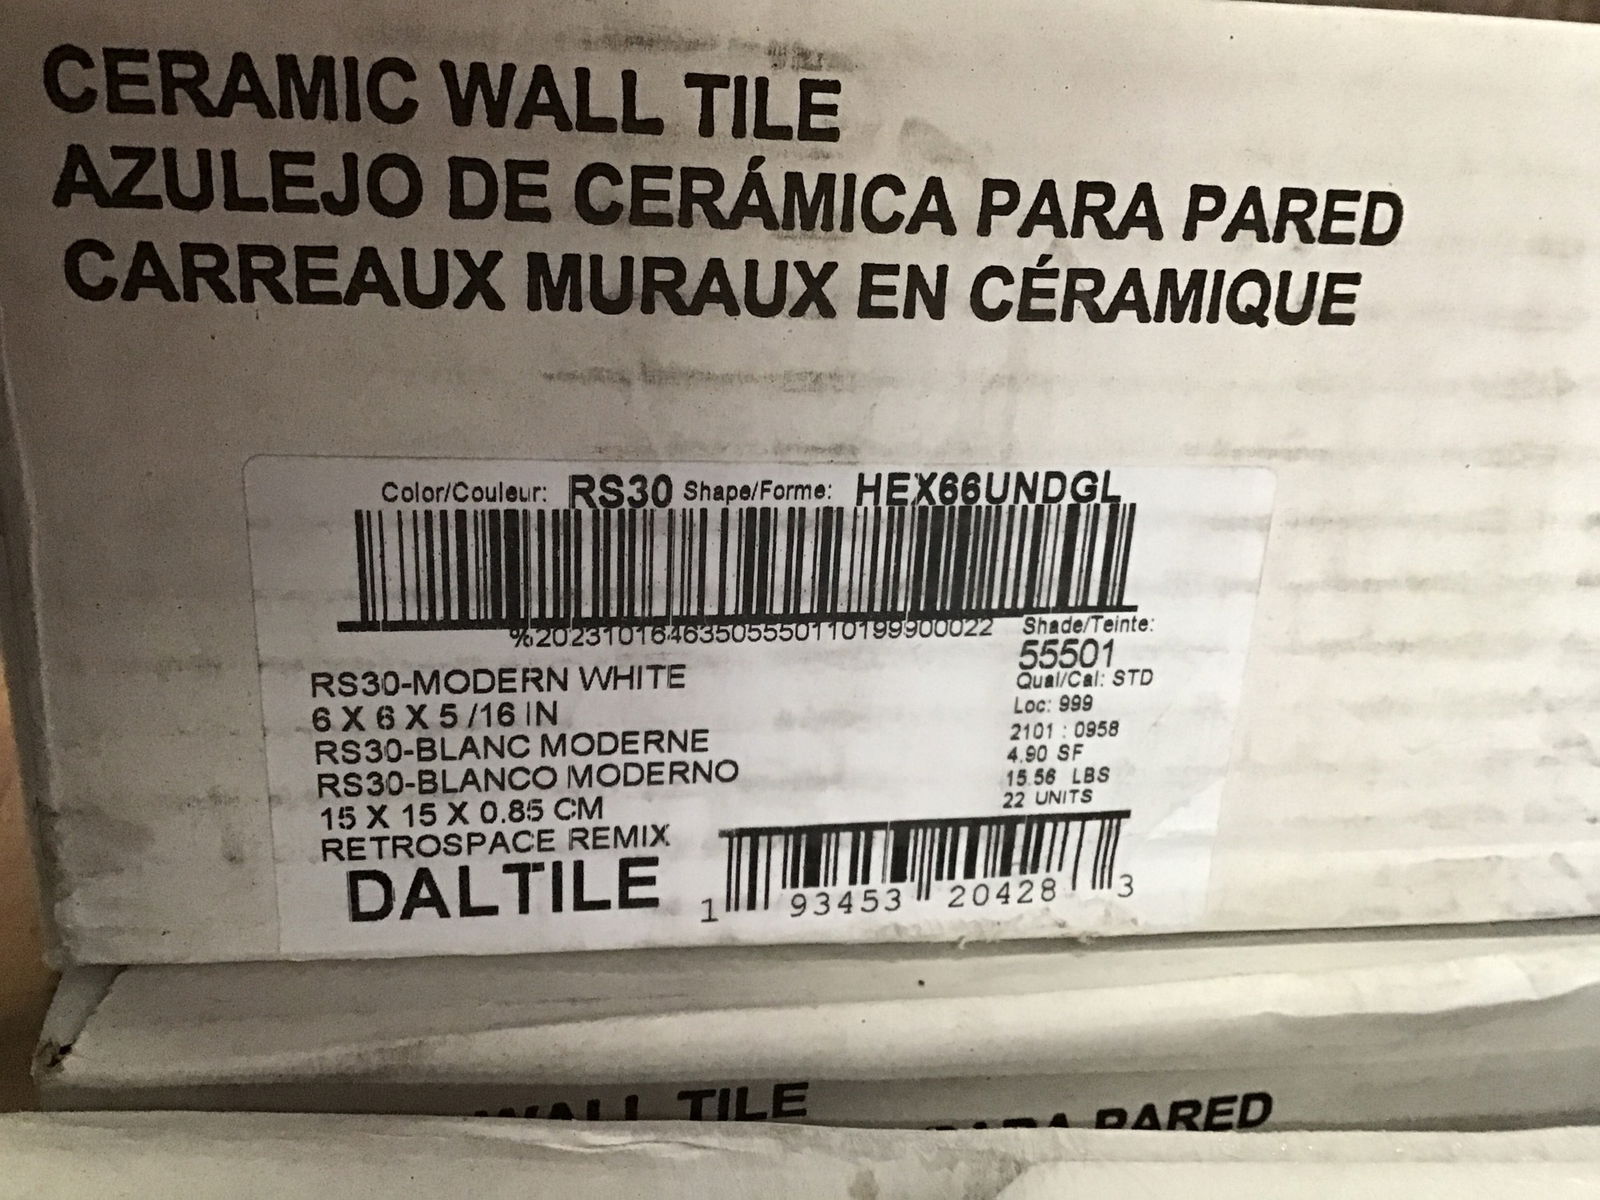 CERAMIC WALL TILE
AZULEJO DE CERÁMICA PARA PARED
CARREAUX MURAUX EN CÉRAMIQUE
Color/Couleur: RS30 Shape/Forme: HEX66UNDGL
%20231016463505550110199900022
Shade/Teinte:
55501
Qual/Cal: STD
Loc: 999
2101 : 0958
4.90 SF
15.56 LBS
22 UNITS
RS30-MODERN WHITE
6 X 6 X 5 /16 IN
RS30-BLANC MODERNE
RS30-BLANCO MODERNO
15 X 15 X 0.85 CM
RETROSPACE REMIX
DALTILE
1 93453 20428 3
WALL TILE
PARA PARED